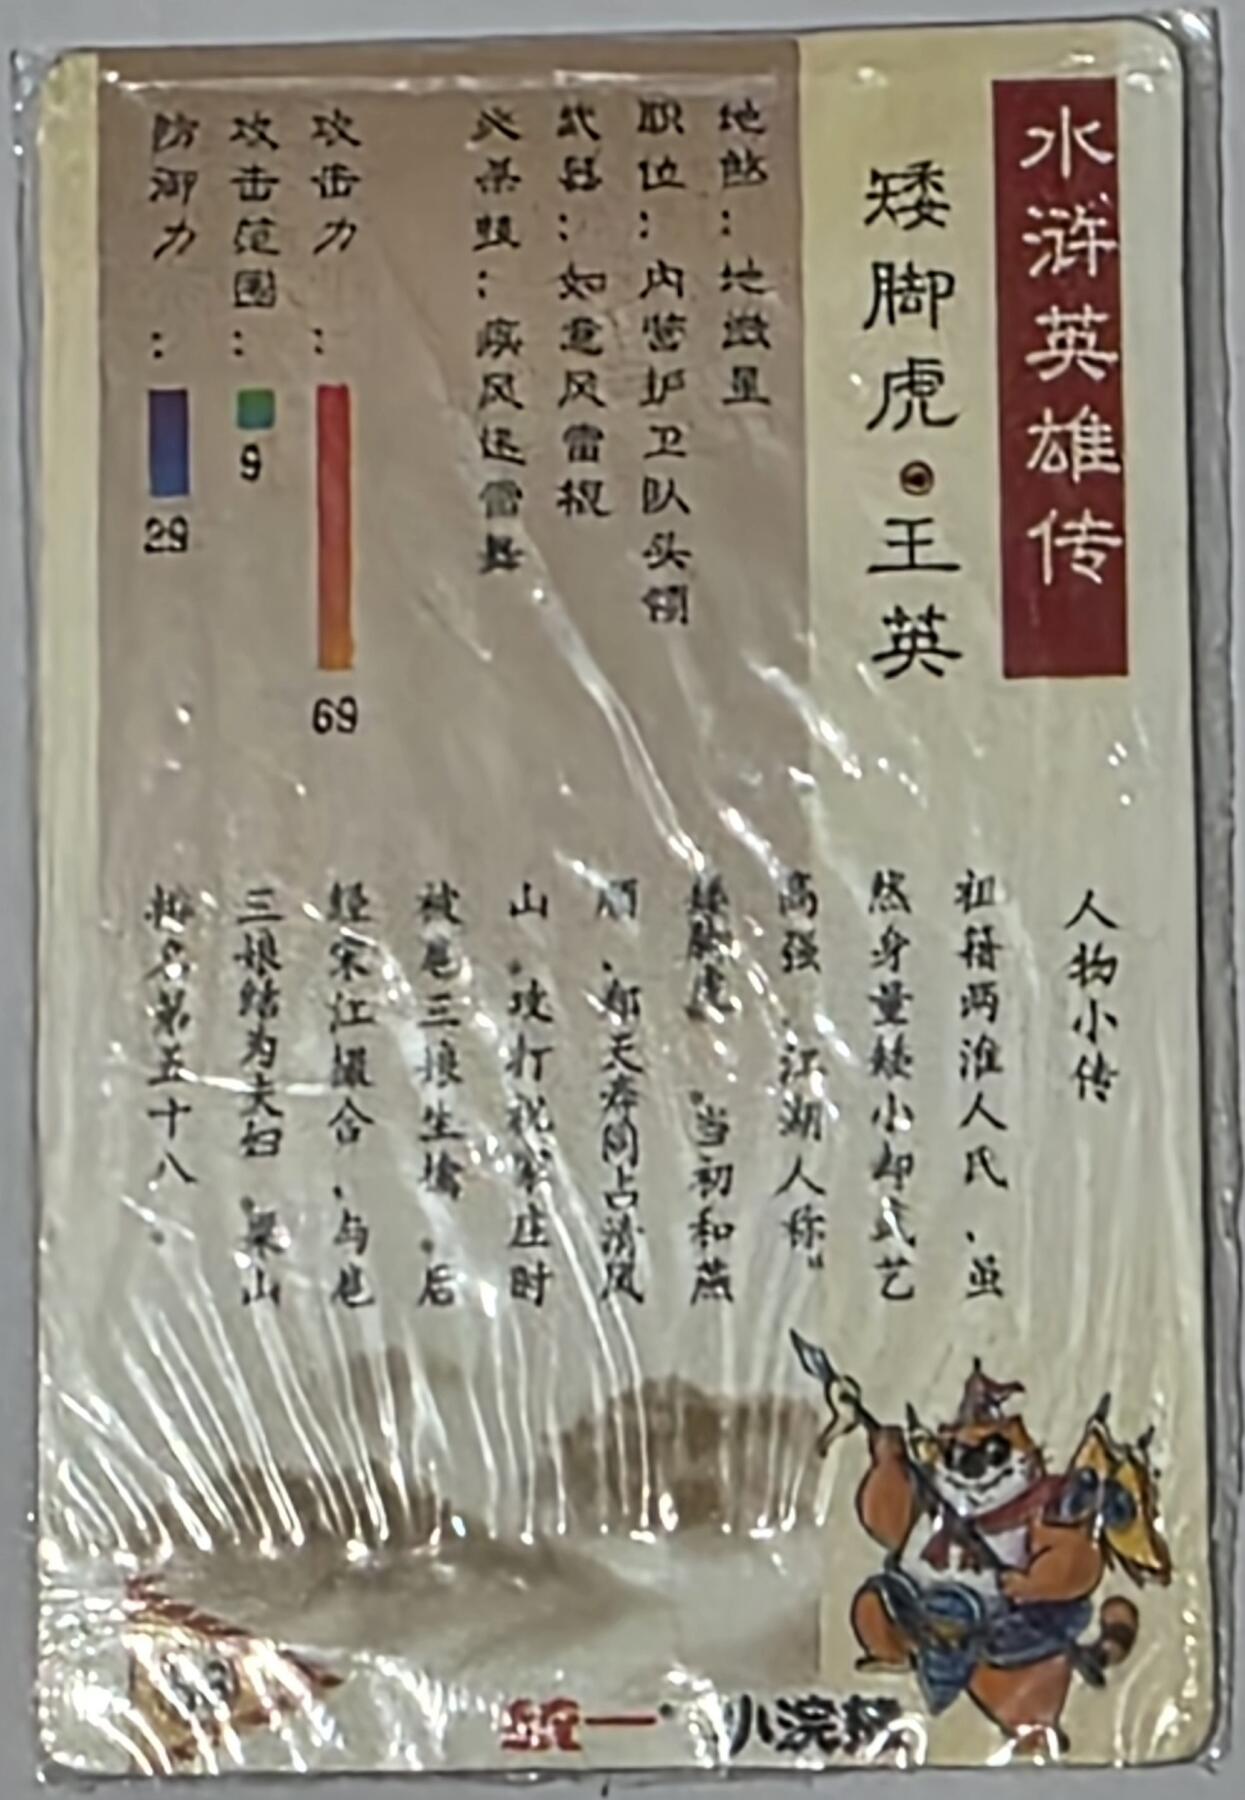 水浒英雄传
矮脚虎·王英
地煞：地微星
职位：内营护卫队头领
武器：如意风雷棍
必杀技：疾风迅雷舞
攻击力：69
攻击范围：9
防御力：29
人物小传
祖籍两淮人氏、虽
然身量矮小却武艺
高强.江湖人称"
矮脚虎"。当初和燕
顺、郑天寿同占清风
山。攻打祝家庄时
被扈三娘生擒。后
经宋江撮合、与扈
三娘结为夫妇.梁山
排名第五十八。
统一·小浣熊